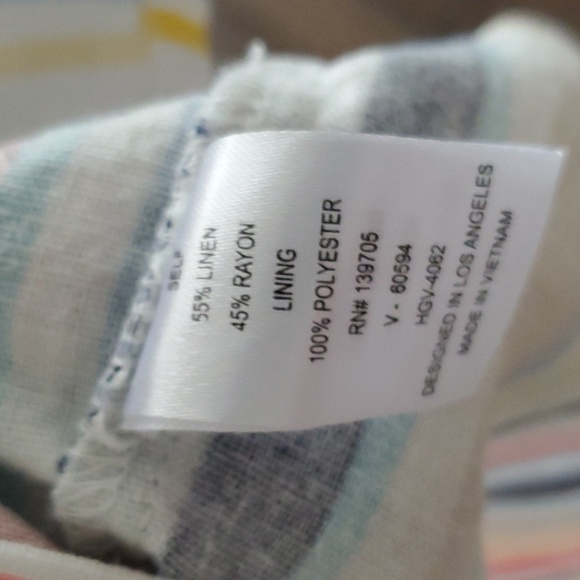 SELF
55% LINEN
45% RAYON
LINING
100% POLYESTER
RN# 139705
V - 60594
HGV-4062
DESIGNED IN LOS ANGELES
MADE IN VIETNAM